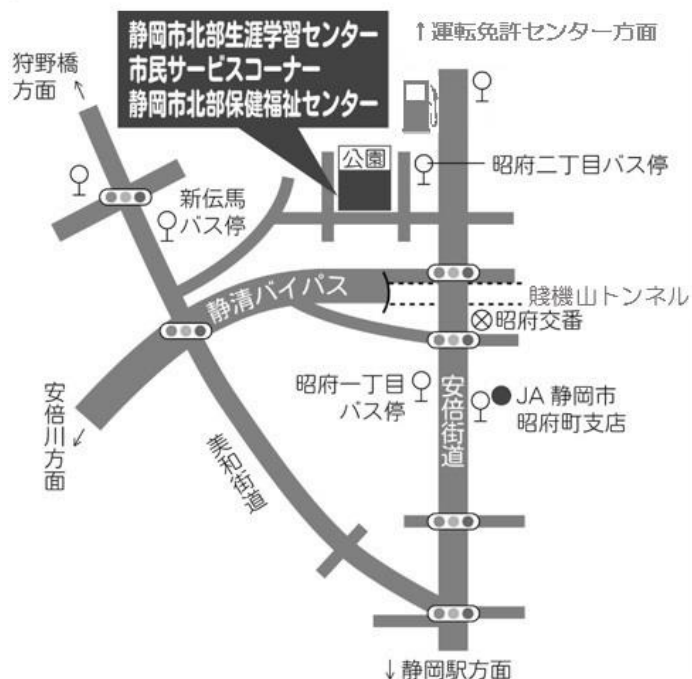 静岡市北部生涯学習センター
市民サービスコーナー
静岡市北部保健福祉センター
↑運転免許センター方面
狩野橋
方面
公園
昭府二丁目バス停
新伝馬
バス停
静清バイパス
賤機山トンネル
昭府交番
昭府一丁目
バス停
安倍街道
JA 静岡市
昭府町支店
安倍川方面
美和街道
↓静岡駅方面